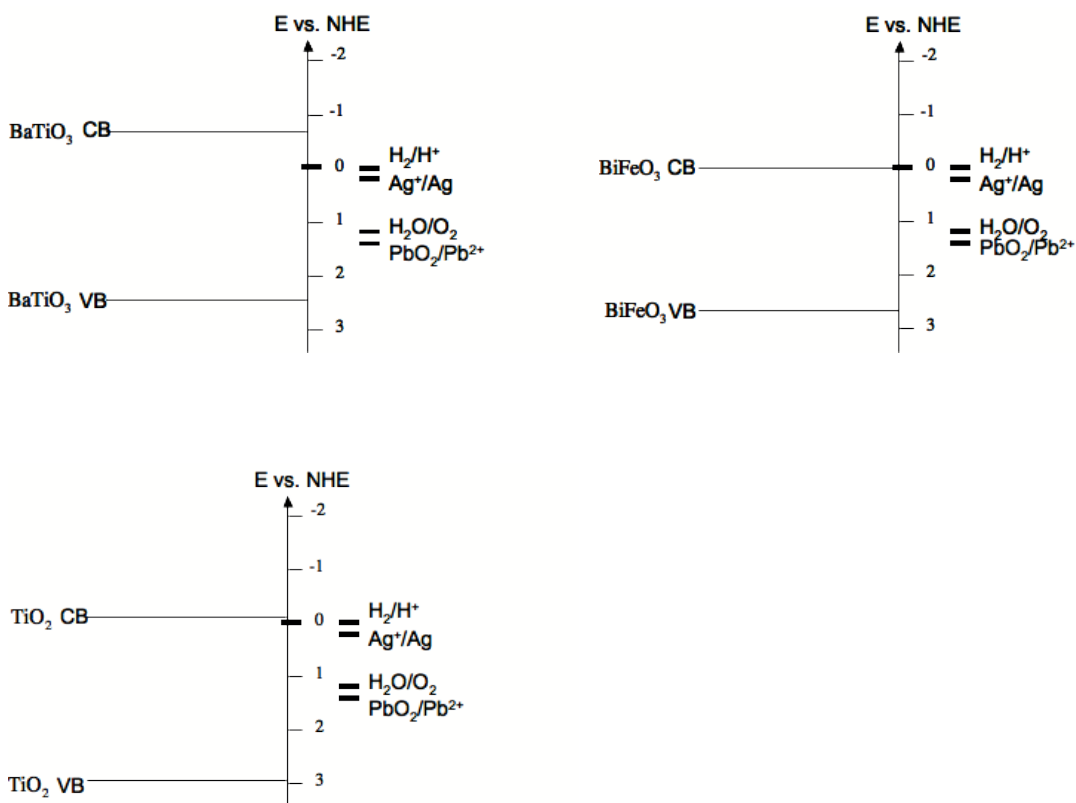 E vs. NHE
-2
-1
BaTiO₃ CB
0
H₂/H⁺
Ag⁺/Ag
1
H₂O/O₂
PbO₂/Pb²⁺
2
BaTiO₃ VB
3
E vs. NHE
-2
-1
BiFeO₃ CB
0
H₂/H⁺
Ag⁺/Ag
1
H₂O/O₂
PbO₂/Pb²⁺
2
BiFeO₃ VB
3
E vs. NHE
-2
-1
TiO₂ CB
0
H₂/H⁺
Ag⁺/Ag
1
H₂O/O₂
PbO₂/Pb²⁺
2
TiO₂ VB
3